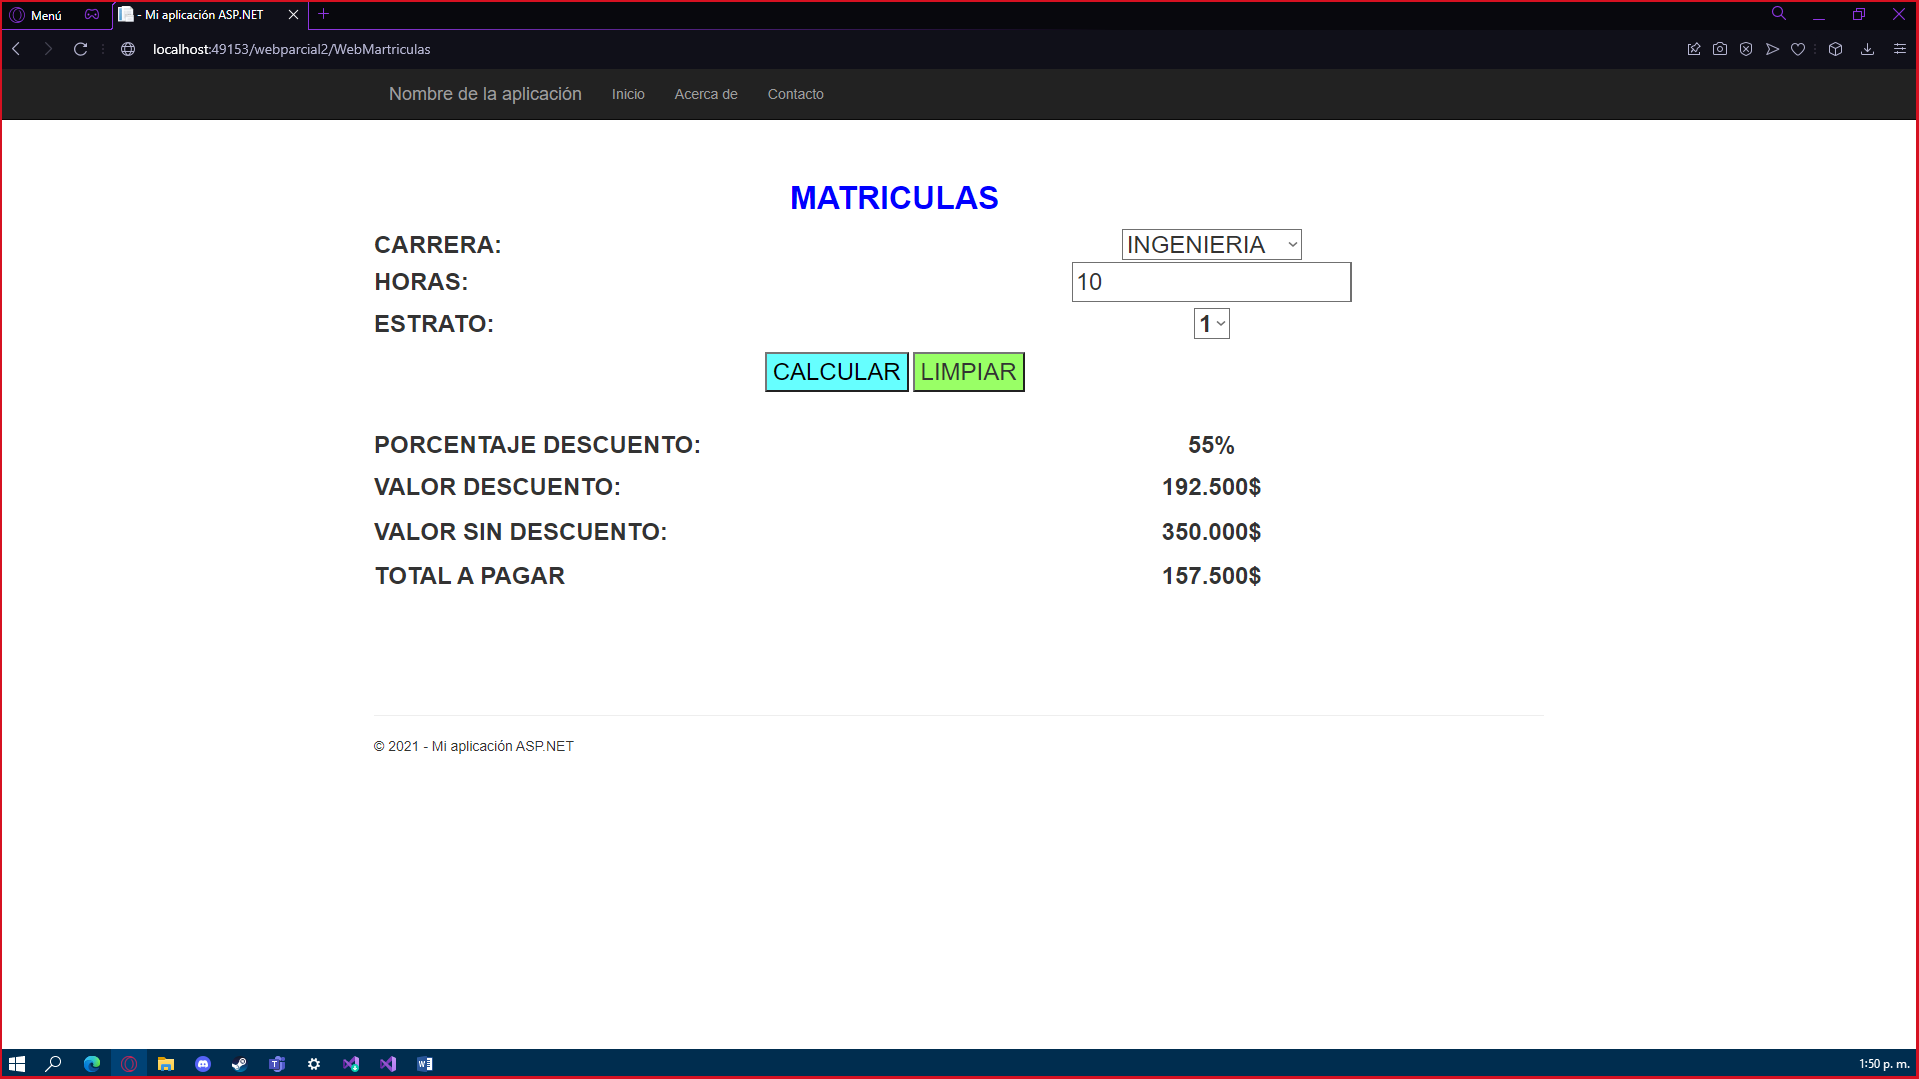 Menú
- Mi aplicación ASP.NET
localhost:49153/webparcial2/WebMartriculas
Nombre de la aplicación Inicio Acerca de Contacto
MATRICULAS
CARRERA: INGENIERIA
HORAS: 10
ESTRATO: 1
CALCULAR LIMPIAR
PORCENTAJE DESCUENTO: 55%
VALOR DESCUENTO: 192.500$
VALOR SIN DESCUENTO: 350.000$
TOTAL A PAGAR 157.500$
© 2021 - Mi aplicación ASP.NET
1:50 p. m.